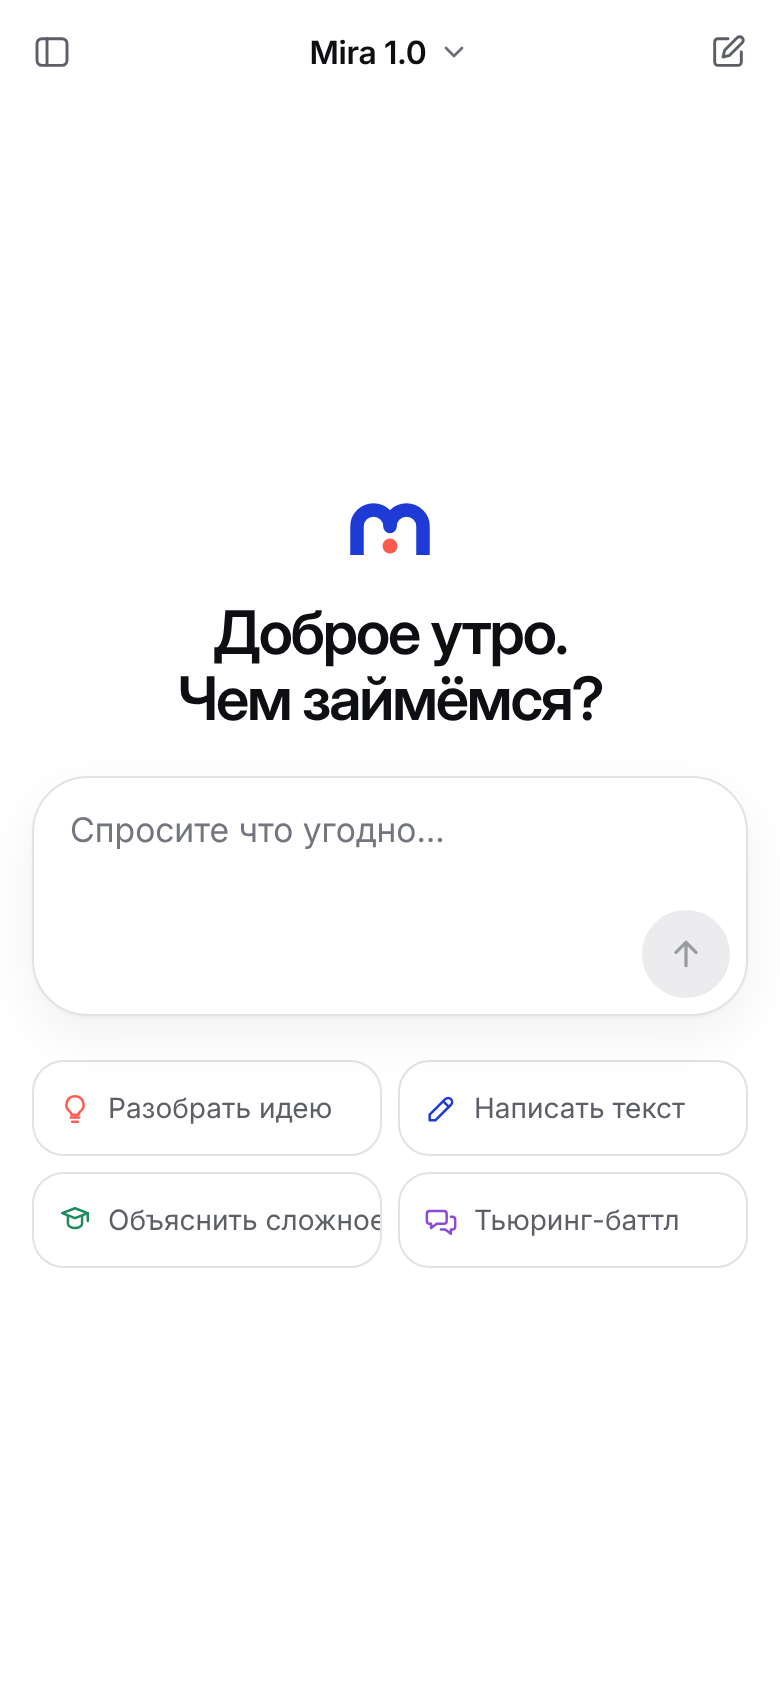 Mira 1.0
Доброе утро.
Чем займёмся?
Спросите что угодно...
Разобрать идею
Написать текст
Объяснить сложное
Тьюринг-баттл